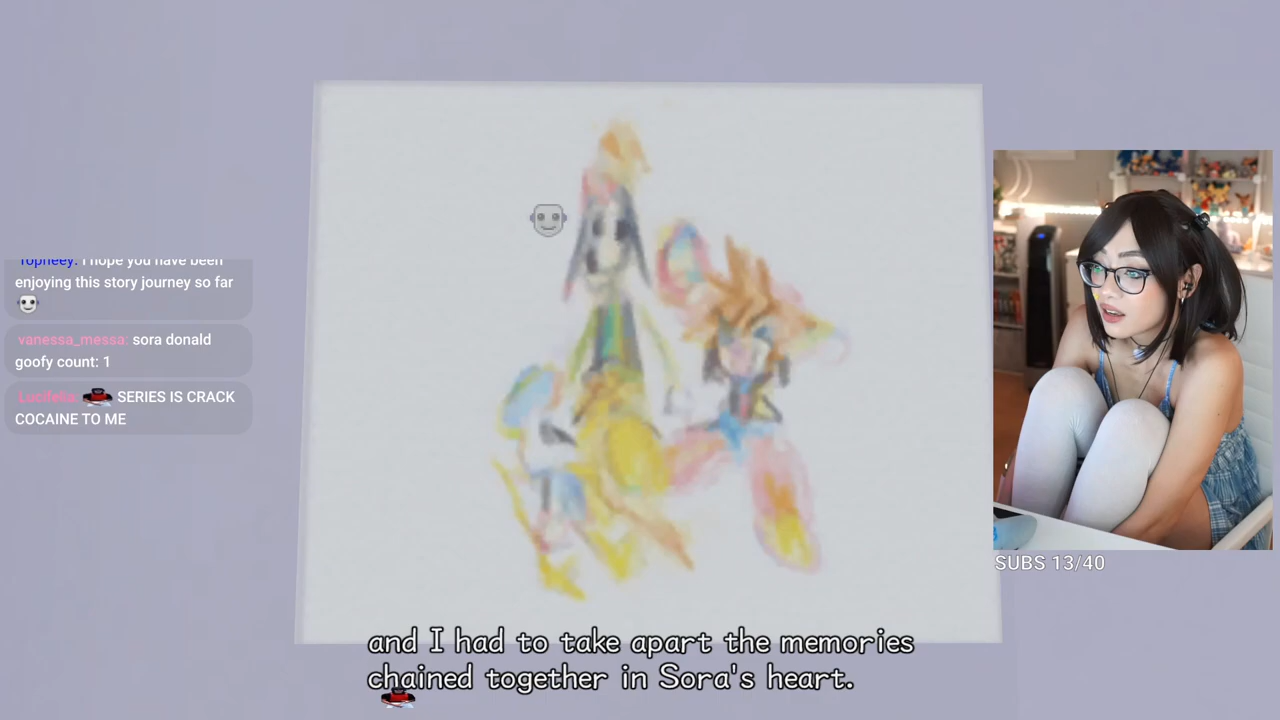 Topheey: I hope you have been
enjoying this story journey so far
vanessa_messa: sora donald
goofy count: 1
Lucifella: SERIES IS CRACK
COCAINE TO ME
SUBS 13/40
and I had to take apart the memories
chained together in Sora's heart.